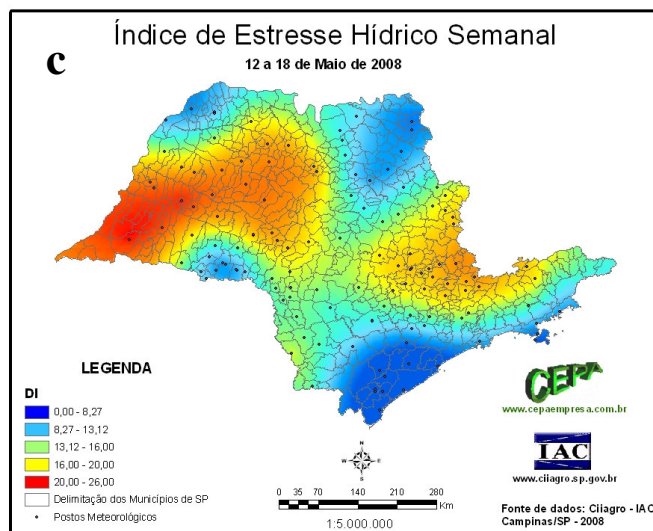 Índice de Estresse Hídrico Semanal
c
12 a 18 de Maio de 2008
LEGENDA
DI
0,00 - 8,27
8,27 - 13,12
13,12 - 16,00
16,00 - 20,00
20,00 - 26,00
Delimitação dos Municípios de SP
Postos Meteorológicos
N
W E
S
0 35 70 140 210 280
Km
1:5.000.000
CEPA
www.cepaempresa.com.br
IAC
www.ciiagro.sp.gov.br
Fonte de dados: Ciiagro - IAC
Campinas/SP - 2008